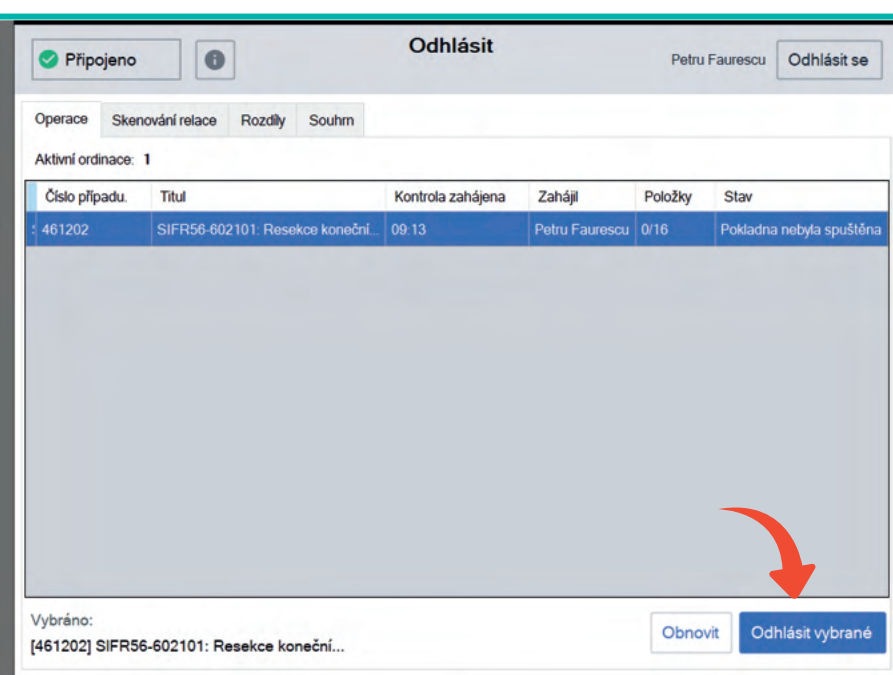 Odhlásit
Připojeno
Petru Faurescu
Odhlásit se
Operace Skenování relace Rozdíly Souhrn
Aktivní ordinace: 1
Číslo případu. Titul Kontrola zahájena Zahájil Položky Stav
461202 SIFR56-602101: Resekce koneční... 09:13 Petru Faurescu 0/16 Pokladna nebyla spuštěna
Vybráno:
[461202] SIFR56-602101: Resekce koneční...
Obnovit
Odhlásit vybrané